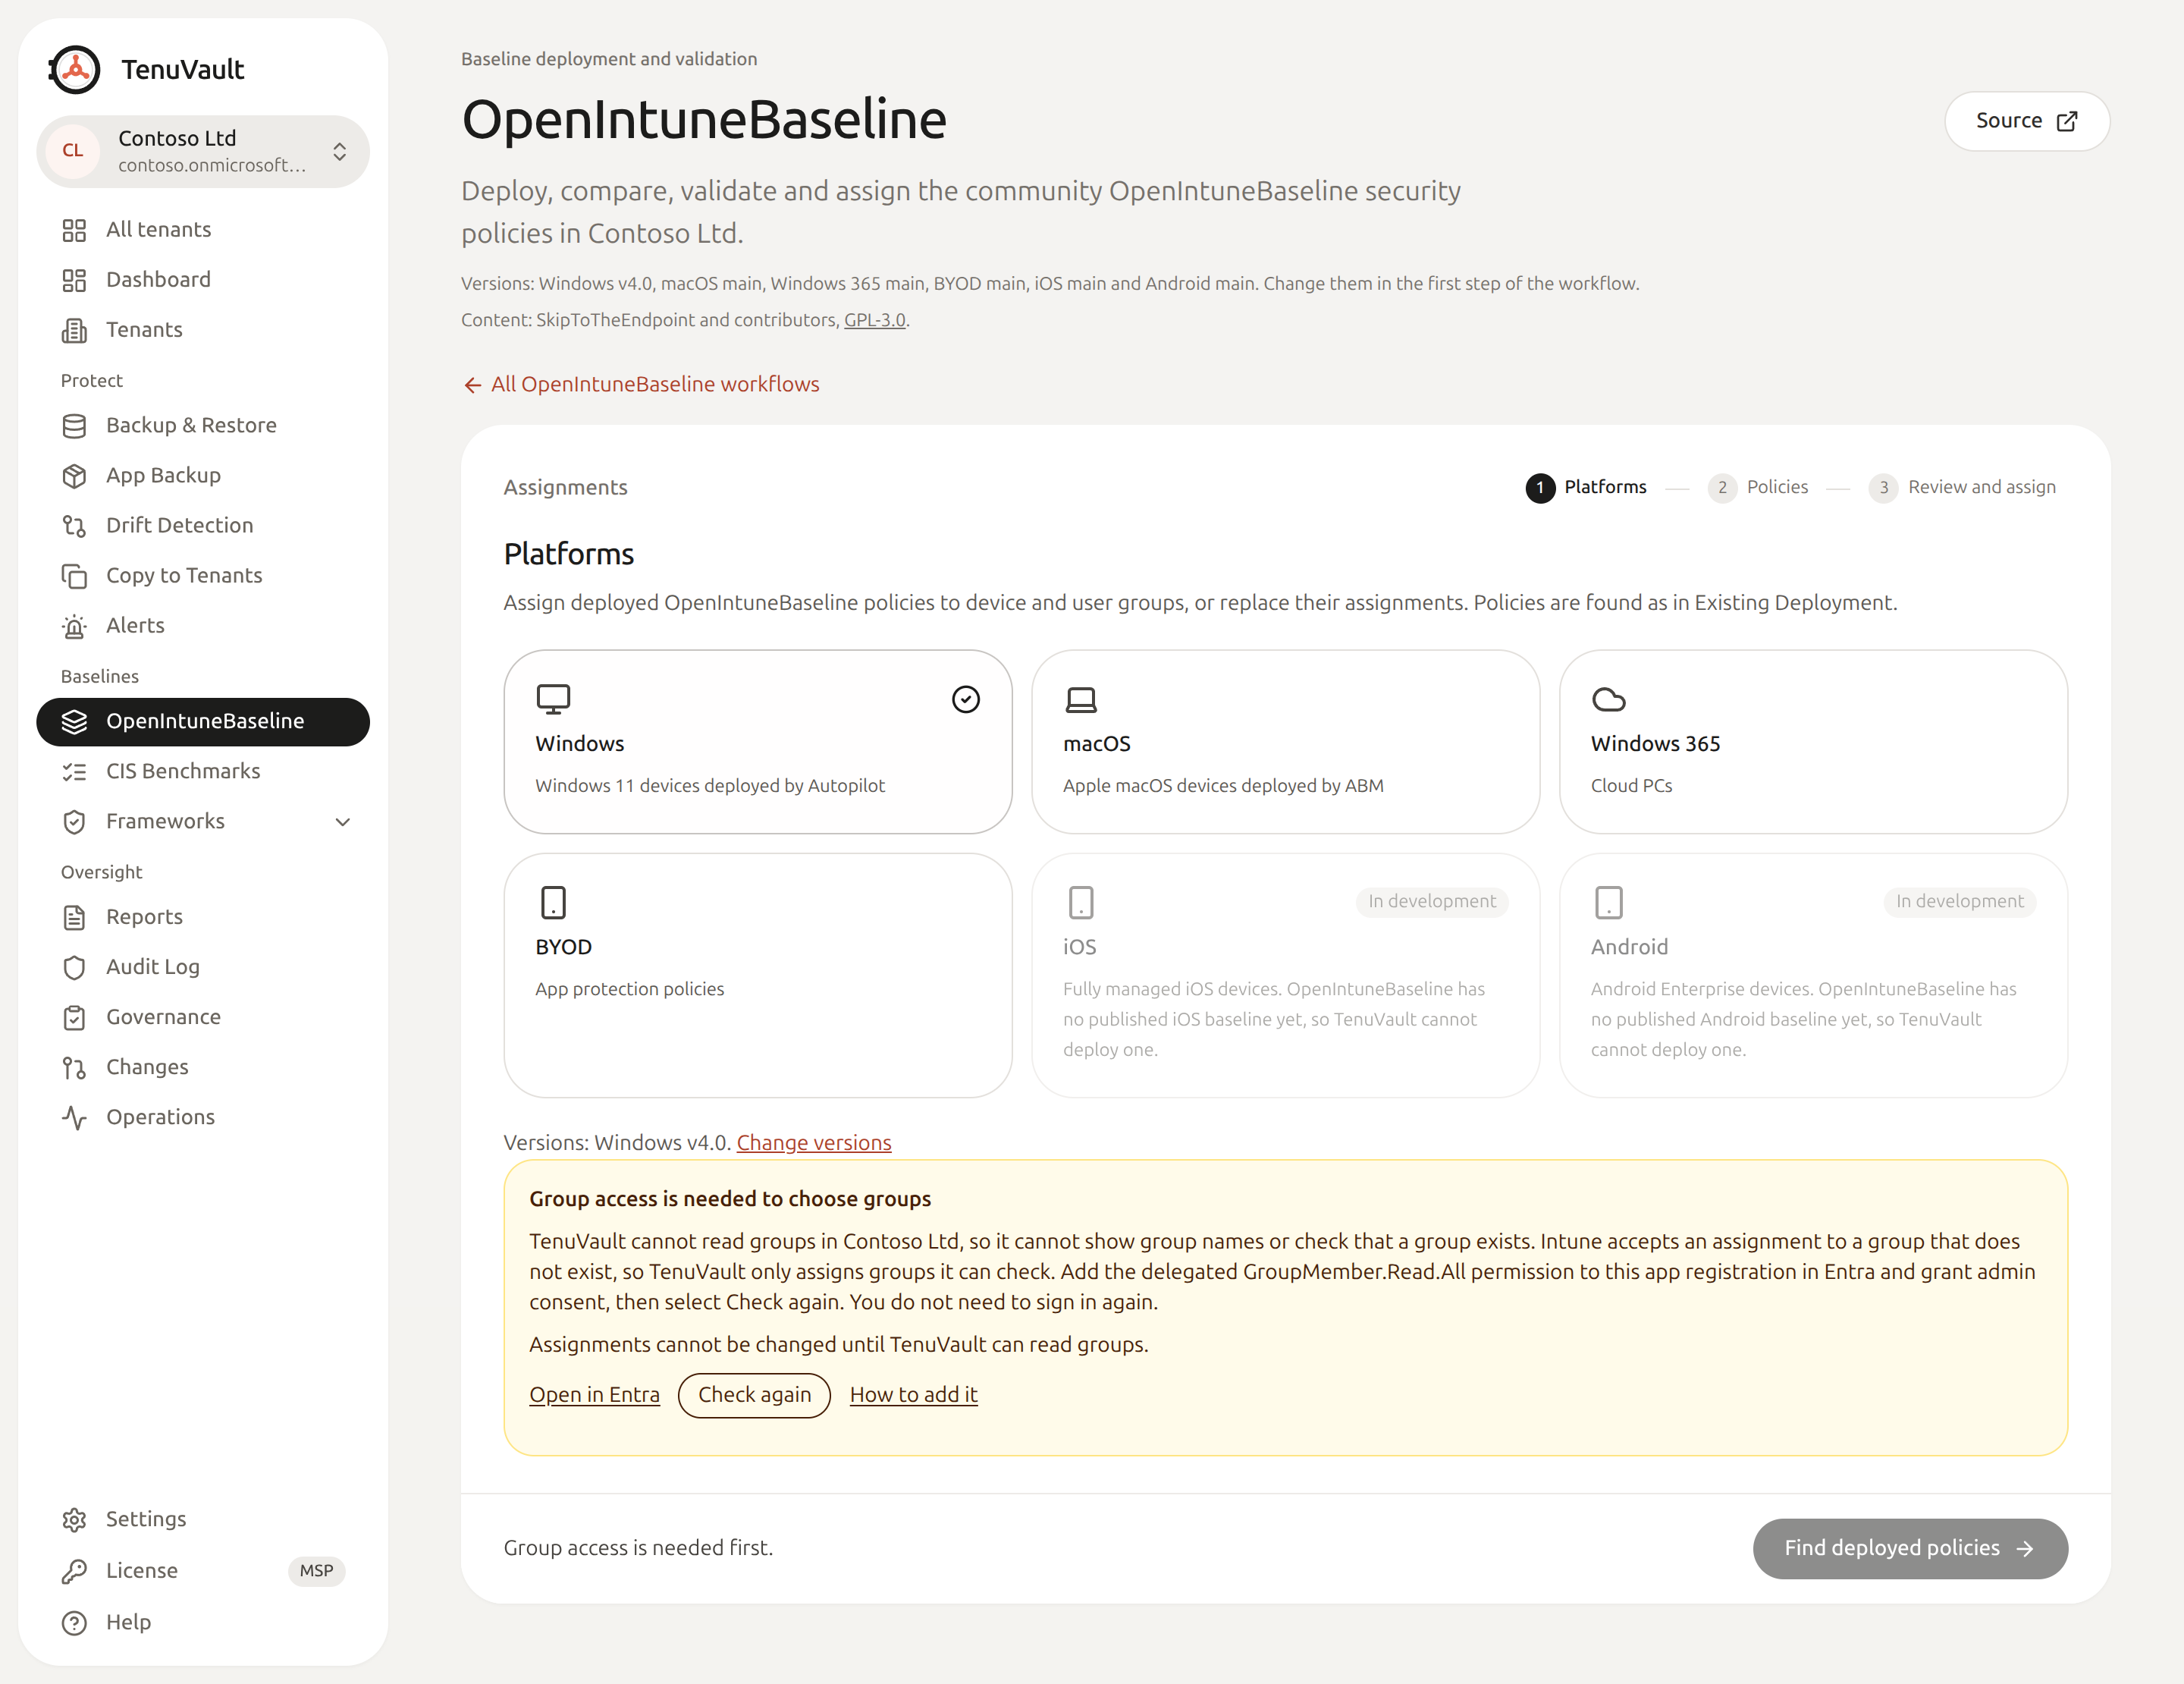 TenuVault
CL
Contoso Ltd
contoso.onmicrosoft...
All tenants
Dashboard
Tenants
Protect
Backup & Restore
App Backup
Drift Detection
Copy to Tenants
Alerts
Baselines
OpenIntuneBaseline
CIS Benchmarks
Frameworks
Oversight
Reports
Audit Log
Governance
Changes
Operations
Settings
License
MSP
Help
Baseline deployment and validation
OpenIntuneBaseline
Source
Deploy, compare, validate and assign the community OpenIntuneBaseline security
policies in Contoso Ltd.
Versions: Windows v4.0, macOS main, Windows 365 main, BYOD main, iOS main and Android main. Change them in the first step of the workflow.
Content: SkipToTheEndpoint and contributors, GPL-3.0.
All OpenIntuneBaseline workflows
Assignments
1 Platforms
2 Policies
3 Review and assign
Platforms
Assign deployed OpenIntuneBaseline policies to device and user groups, or replace their assignments. Policies are found as in Existing Deployment.
Windows
Windows 11 devices deployed by Autopilot
macOS
Apple macOS devices deployed by ABM
Windows 365
Cloud PCs
BYOD
App protection policies
In development
iOS
Fully managed iOS devices. OpenIntuneBaseline has
no published iOS baseline yet, so TenuVault cannot
deploy one.
In development
Android
Android Enterprise devices. OpenIntuneBaseline has
no published Android baseline yet, so TenuVault
cannot deploy one.
Versions: Windows v4.0. Change versions
Group access is needed to choose groups
TenuVault cannot read groups in Contoso Ltd, so it cannot show group names or check that a group exists. Intune accepts an assignment to a group that does
not exist, so TenuVault only assigns groups it can check. Add the delegated GroupMember.Read.All permission to this app registration in Entra and grant admin
consent, then select Check again. You do not need to sign in again.
Assignments cannot be changed until TenuVault can read groups.
Open in Entra
Check again
How to add it
Group access is needed first.
Find deployed policies